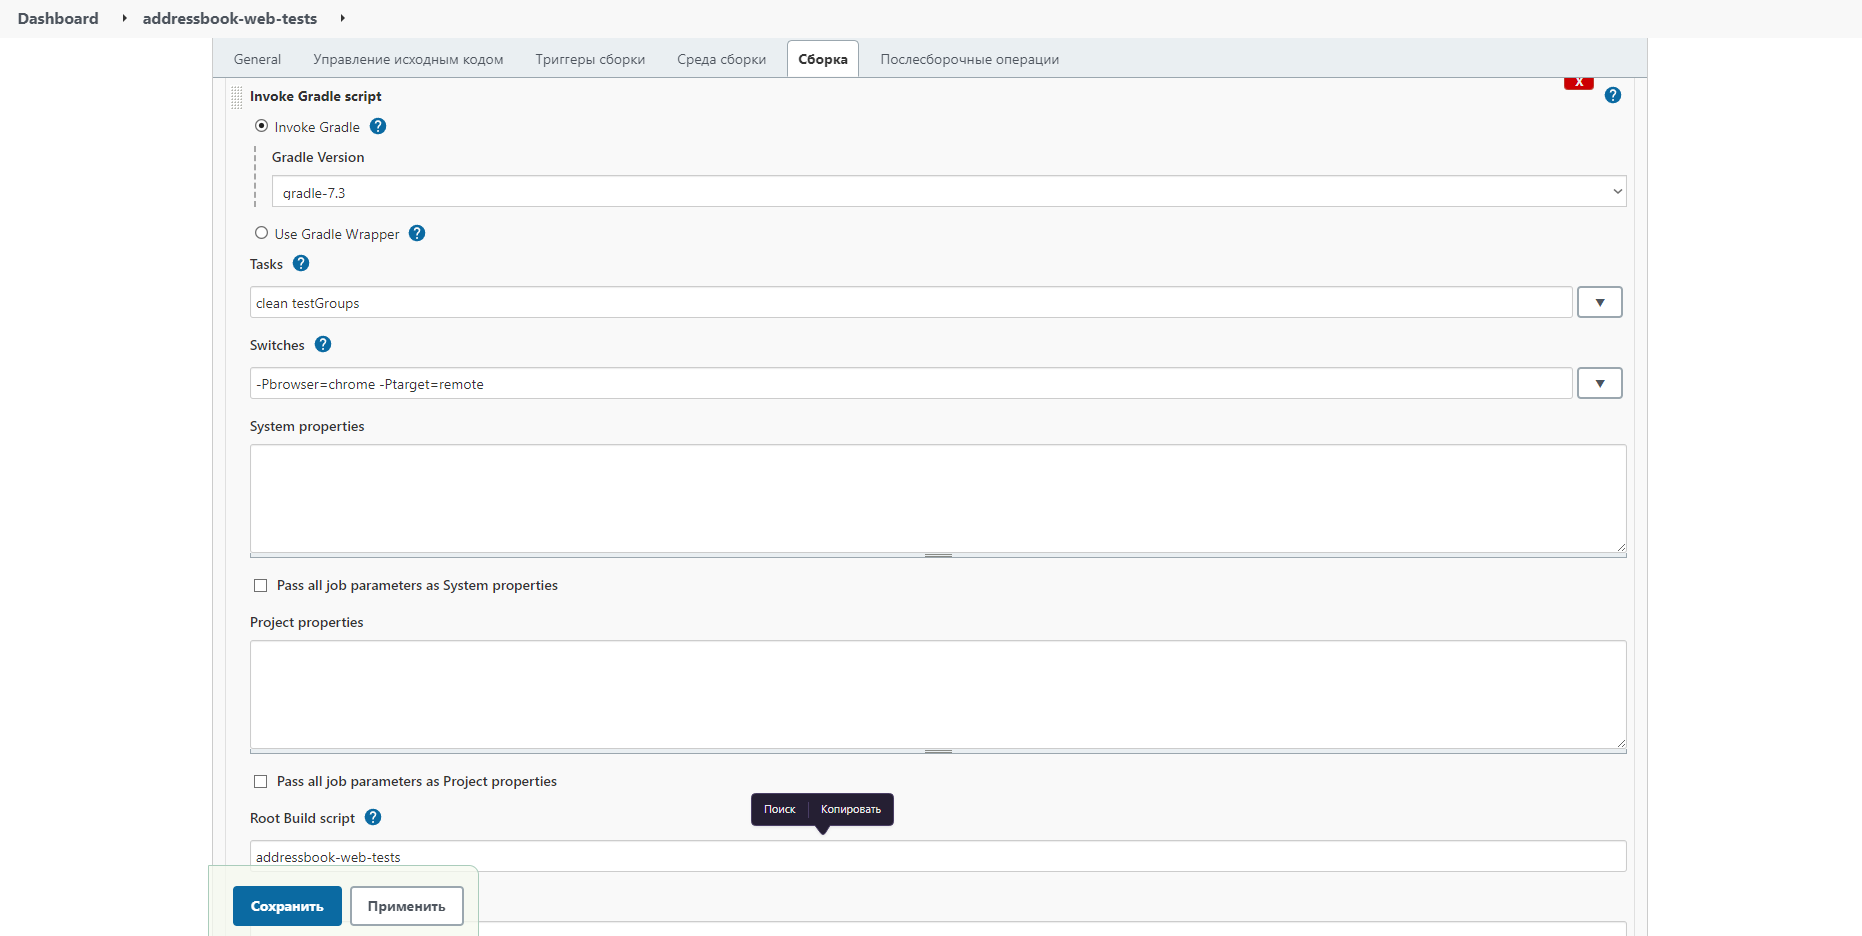 Dashboard addressbook-web-tests
General Управление исходным кодом Триггеры сборки Среда сборки Сборка Послесборочные операции
X
Invoke Gradle script ?
Invoke Gradle ?
Gradle Version
gradle-7.3
Use Gradle Wrapper ?
Tasks ?
clean testGroups
Switches ?
-Pbrowser=chrome -Ptarget=remote
System properties
Pass all job parameters as System properties
Project properties
Pass all job parameters as Project properties
Поиск Копировать
Root Build script ?
addressbook-web-tests
Сохранить Применить